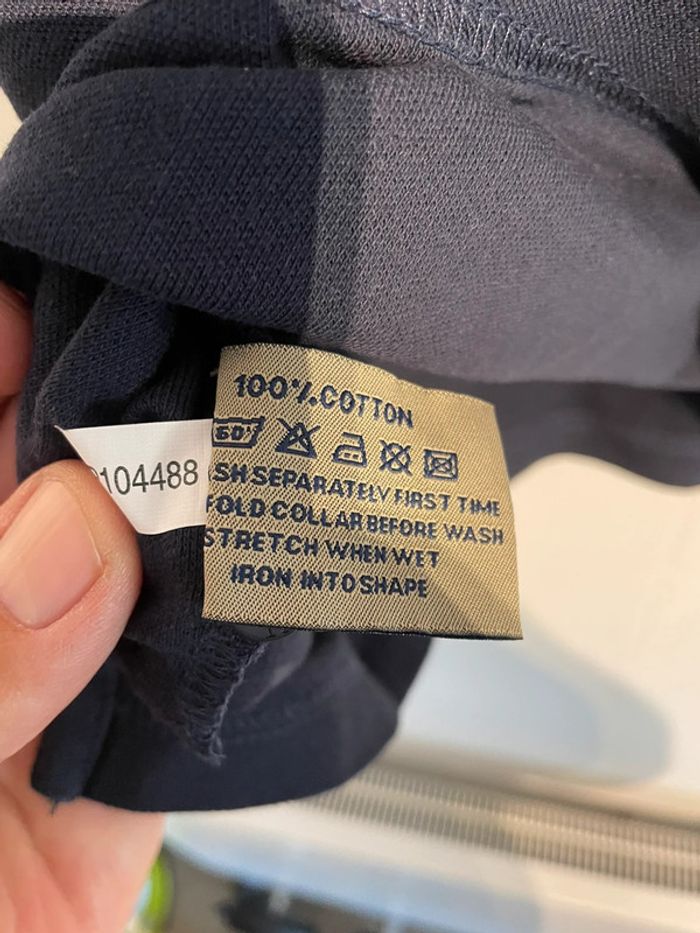 100% COTTON
60°
104488
SH SEPARATELY FIRST TIME
FOLD COLLAR BEFORE WASH
STRETCH WHEN WET
IRON INTO SHAPE